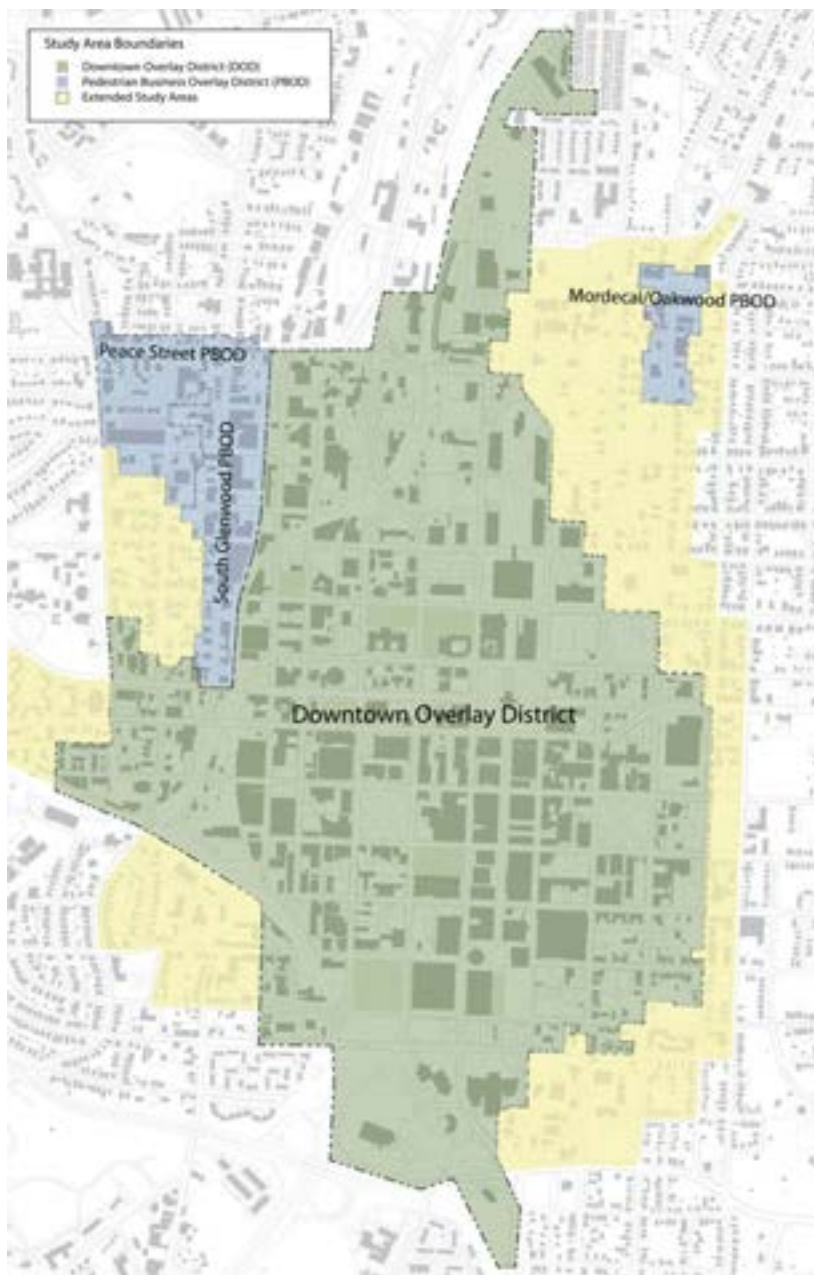 Study Area Boundaries
Downtown Overlay District (DOD)
Pedestrian Business Overlay District (PBOD)
Extended Study Areas
Mordecai/Oakwood PBOD
Peace Street PBOD
South Glenwood PBOD
Downtown Overlay District